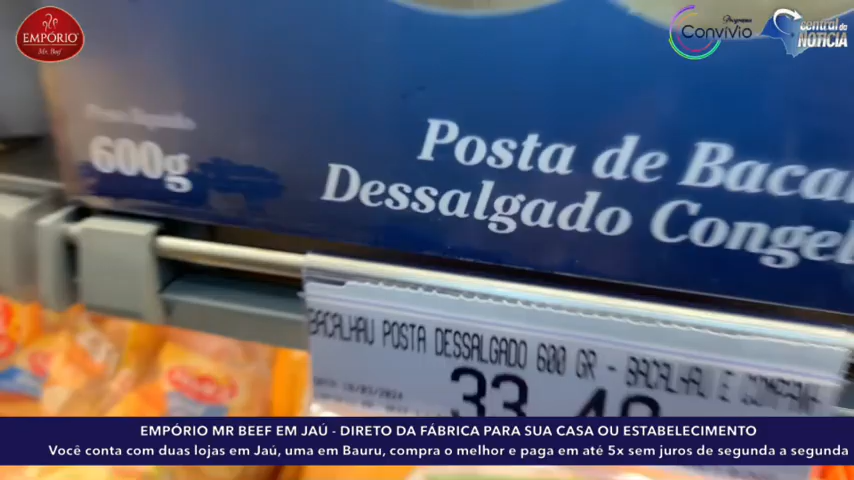 EMPÓRIO
Mr. Beef
Programa
Convívio
central da
NOTÍCIA
600g
Posta de Baca
Dessalgado Congel
BACALHAU POSTA DESSALGADO 600 GR - BACALHAU E COMPANH
33,48
EMPÓRIO MR BEEF EM JAÚ - DIRETO DA FÁBRICA PARA SUA CASA OU ESTABELECIMENTO
Você conta com duas lojas em Jaú, uma em Bauru, compra o melhor e paga em até 5x sem juros de segunda a segunda